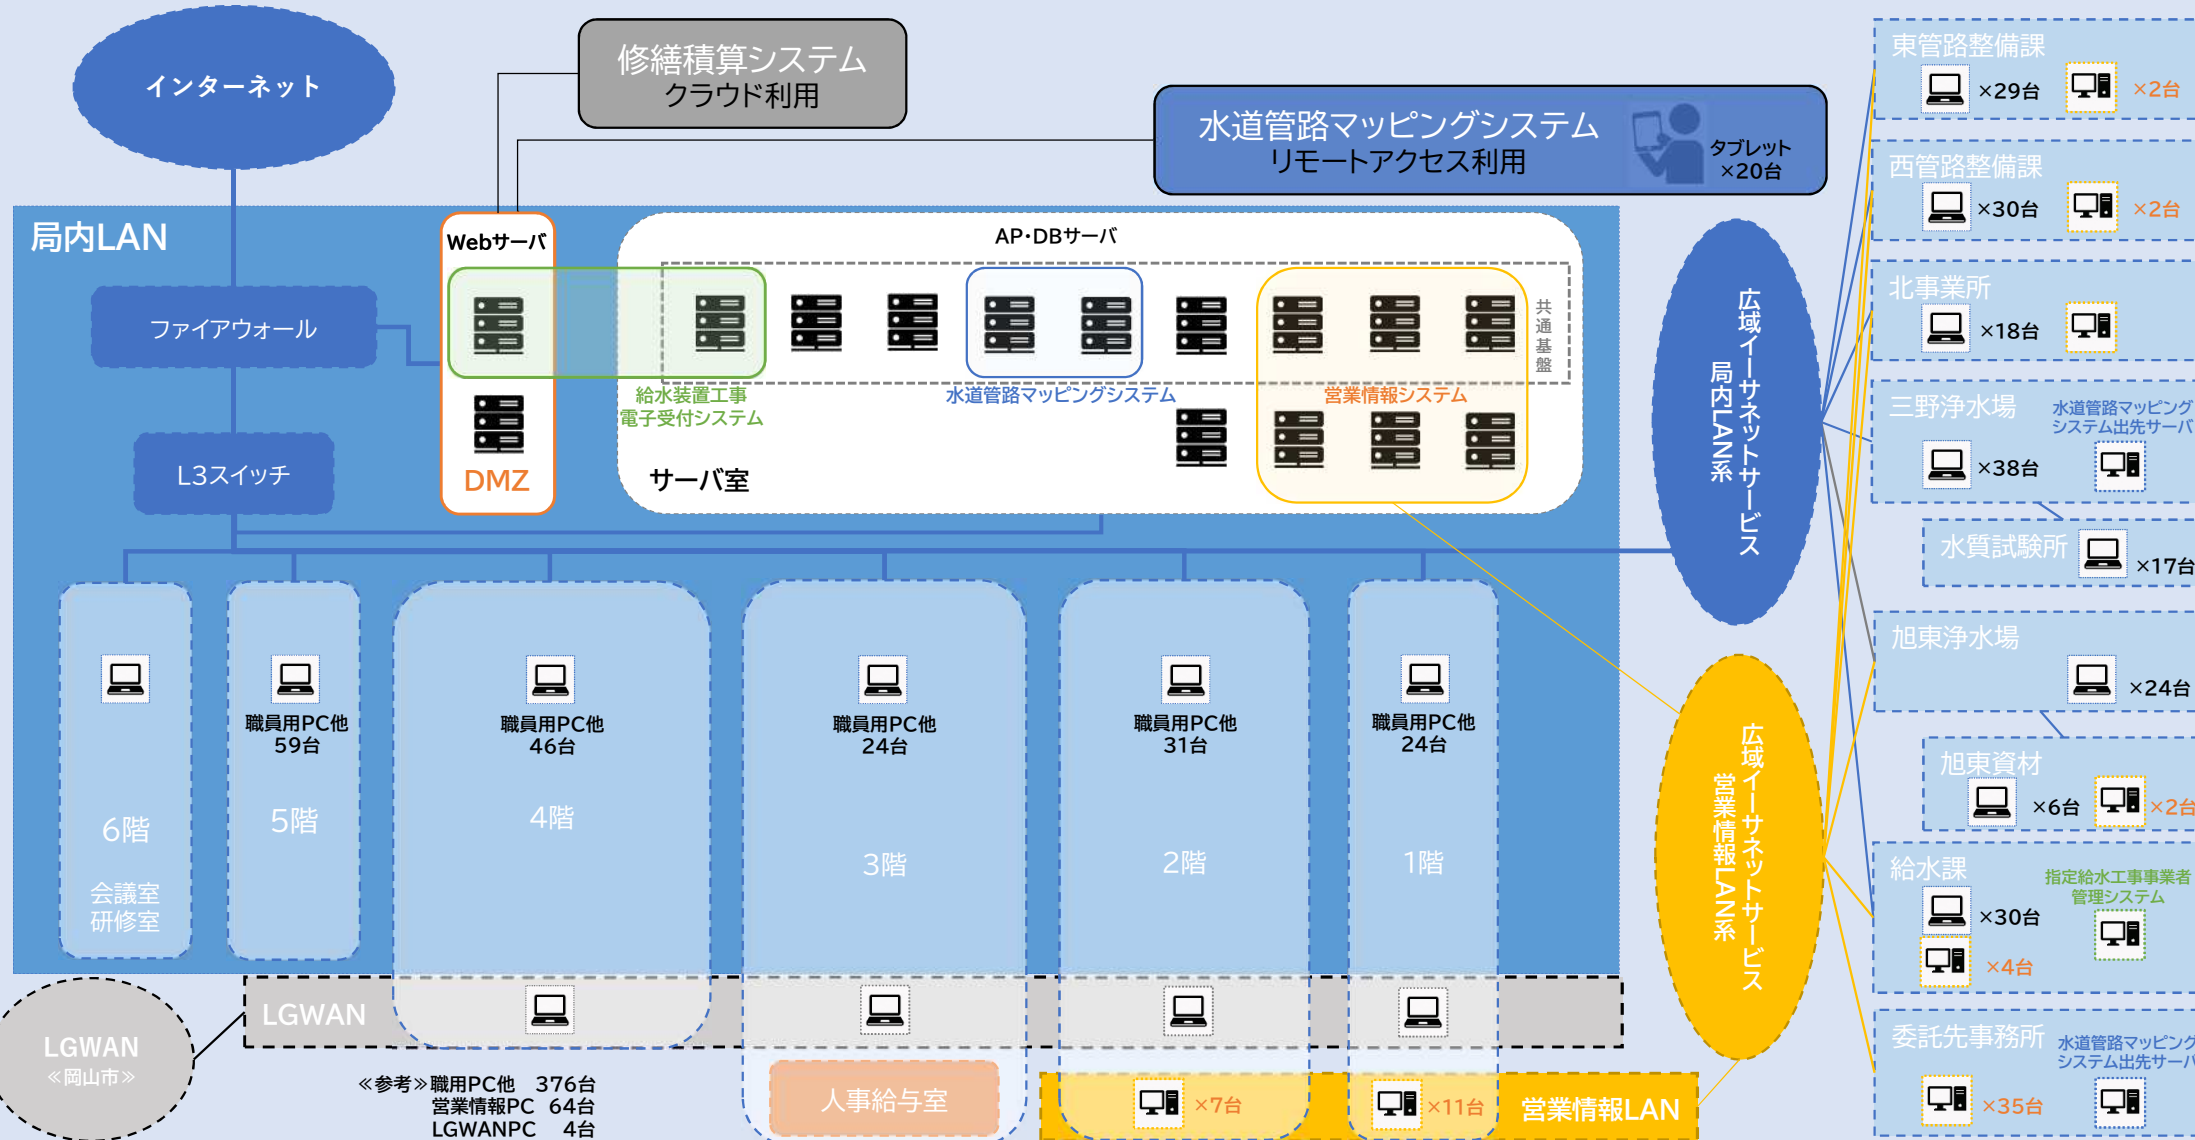 インターネット
修繕積算システム
クラウド利用
水道管路マッピングシステム
リモートアクセス利用
タブレット
×20台
局内LAN
ファイアウォール
L3スイッチ
Webサーバ
DMZ
AP・DBサーバ
共通基盤
給水装置工事
電子受付システム
水道管路マッピングシステム
営業情報システム
サーバ室
6階
会議室
研修室
職員用PC他
59台
5階
職員用PC他
46台
4階
職員用PC他
24台
3階
職員用PC他
31台
2階
職員用PC他
24台
1階
LGWAN
LGWAN
≪岡山市≫
≪参考≫職用PC他 376台
営業情報PC 64台
LGWANPC 4台
人事給与室
×7台
×11台
営業情報LAN
広域イーサネットサービス
局内LAN系
広域イーサネットサービス
営業情報LAN系
東管路整備課
×29台
×2台
西管路整備課
×30台
×2台
北事業所
×18台
三野浄水場
水道管路マッピング
システム出先サーバ
×38台
水質試験所
×17台
旭東浄水場
×24台
旭東資材
×6台
×2台
給水課
指定給水工事事業者
管理システム
×30台
×4台
委託先事務所
水道管路マッピング
システム出先サーバ
×35台